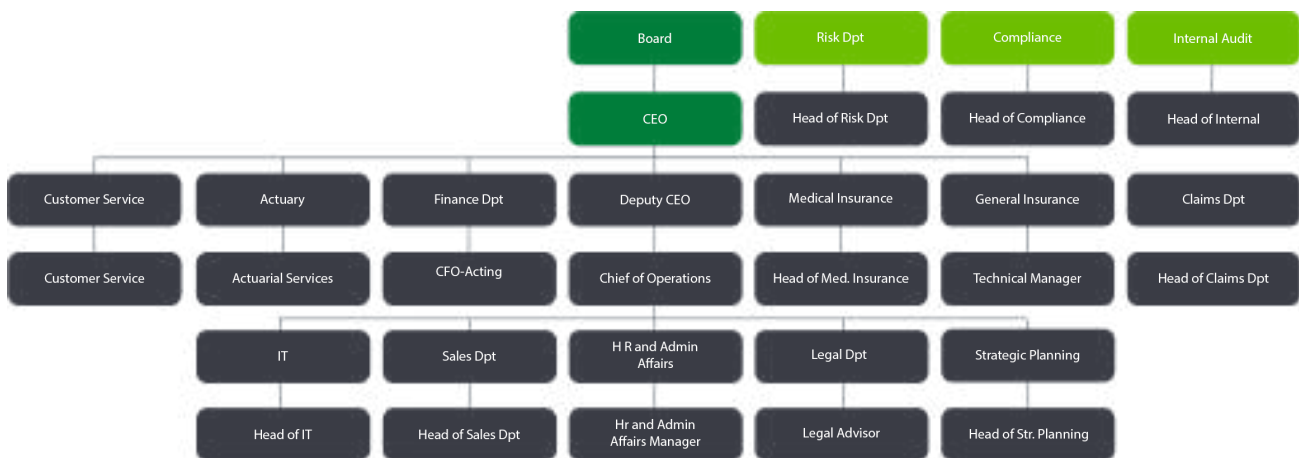 Board
Risk Dpt
Compliance
Internal Audit
CEO
Head of Risk Dpt
Head of Compliance
Head of Internal
Customer Service
Actuary
Finance Dpt
Deputy CEO
Medical Insurance
General Insurance
Claims Dpt
Customer Service
Actuarial Services
CFO-Acting
Chief of Operations
Head of Med. Insurance
Technical Manager
Head of Claims Dpt
IT
Sales Dpt
H R and Admin
Affairs
Legal Dpt
Strategic Planning
Head of IT
Head of Sales Dpt
Hr and Admin
Affairs Manager
Legal Advisor
Head of Str. Planning